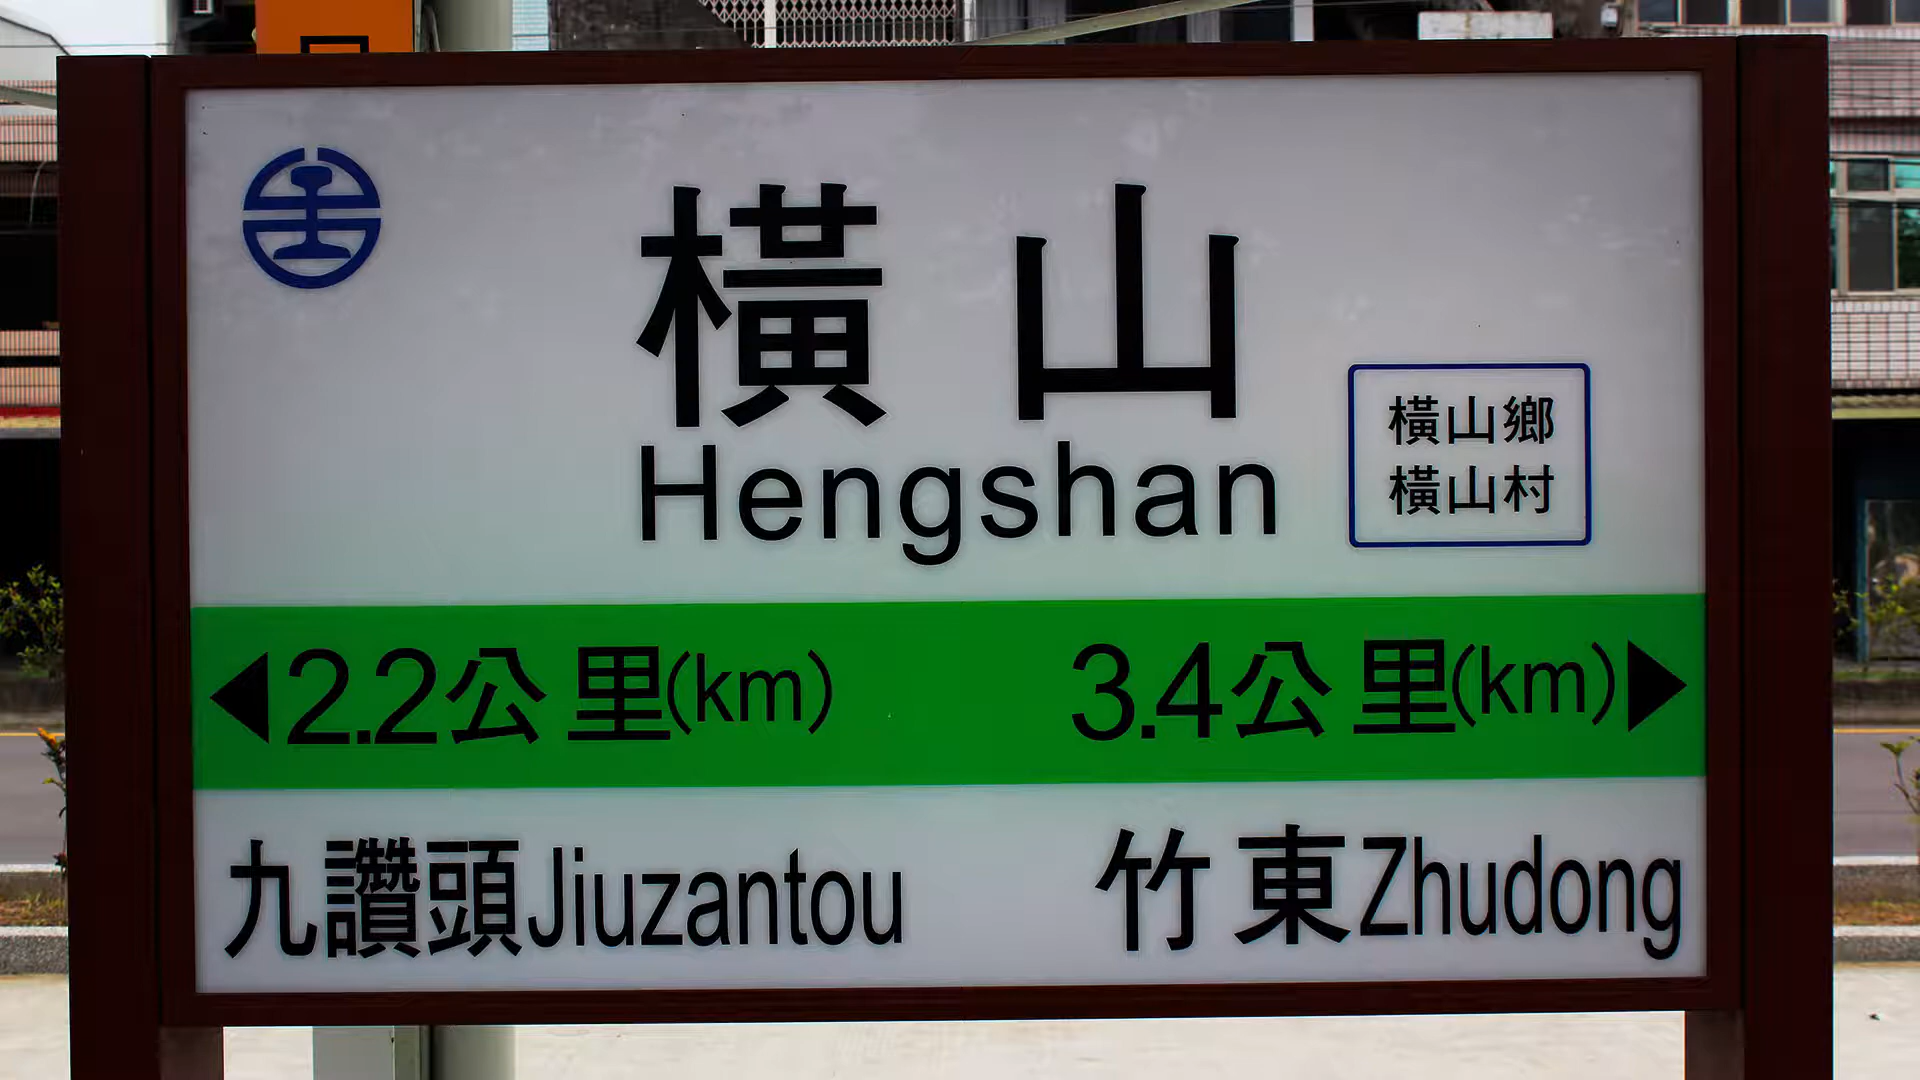 橫山
Hengshan
橫山鄉
橫山村
◀2.2公里(km) 3.4公里(km)▶
九讚頭Jiuzantou 竹東Zhudong